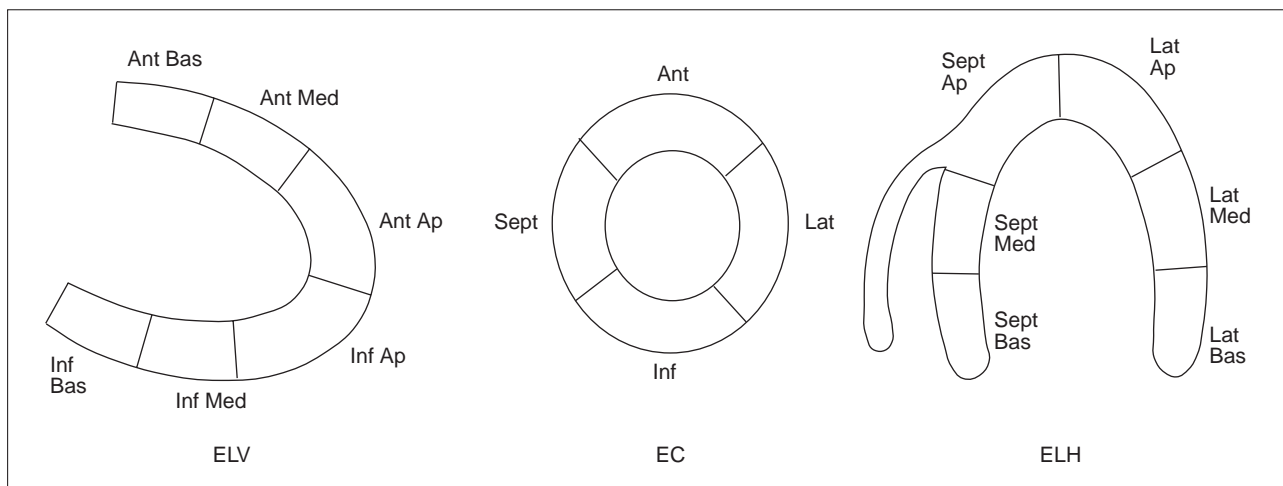 Ant Bas
Ant Med
Ant Ap
Inf Ap
Inf Med
Inf
Bas
ELV
Ant
Sept
Lat
Inf
EC
Sept
Ap
Lat
Ap
Lat
Med
Sept
Med
Sept
Bas
Lat
Bas
ELH